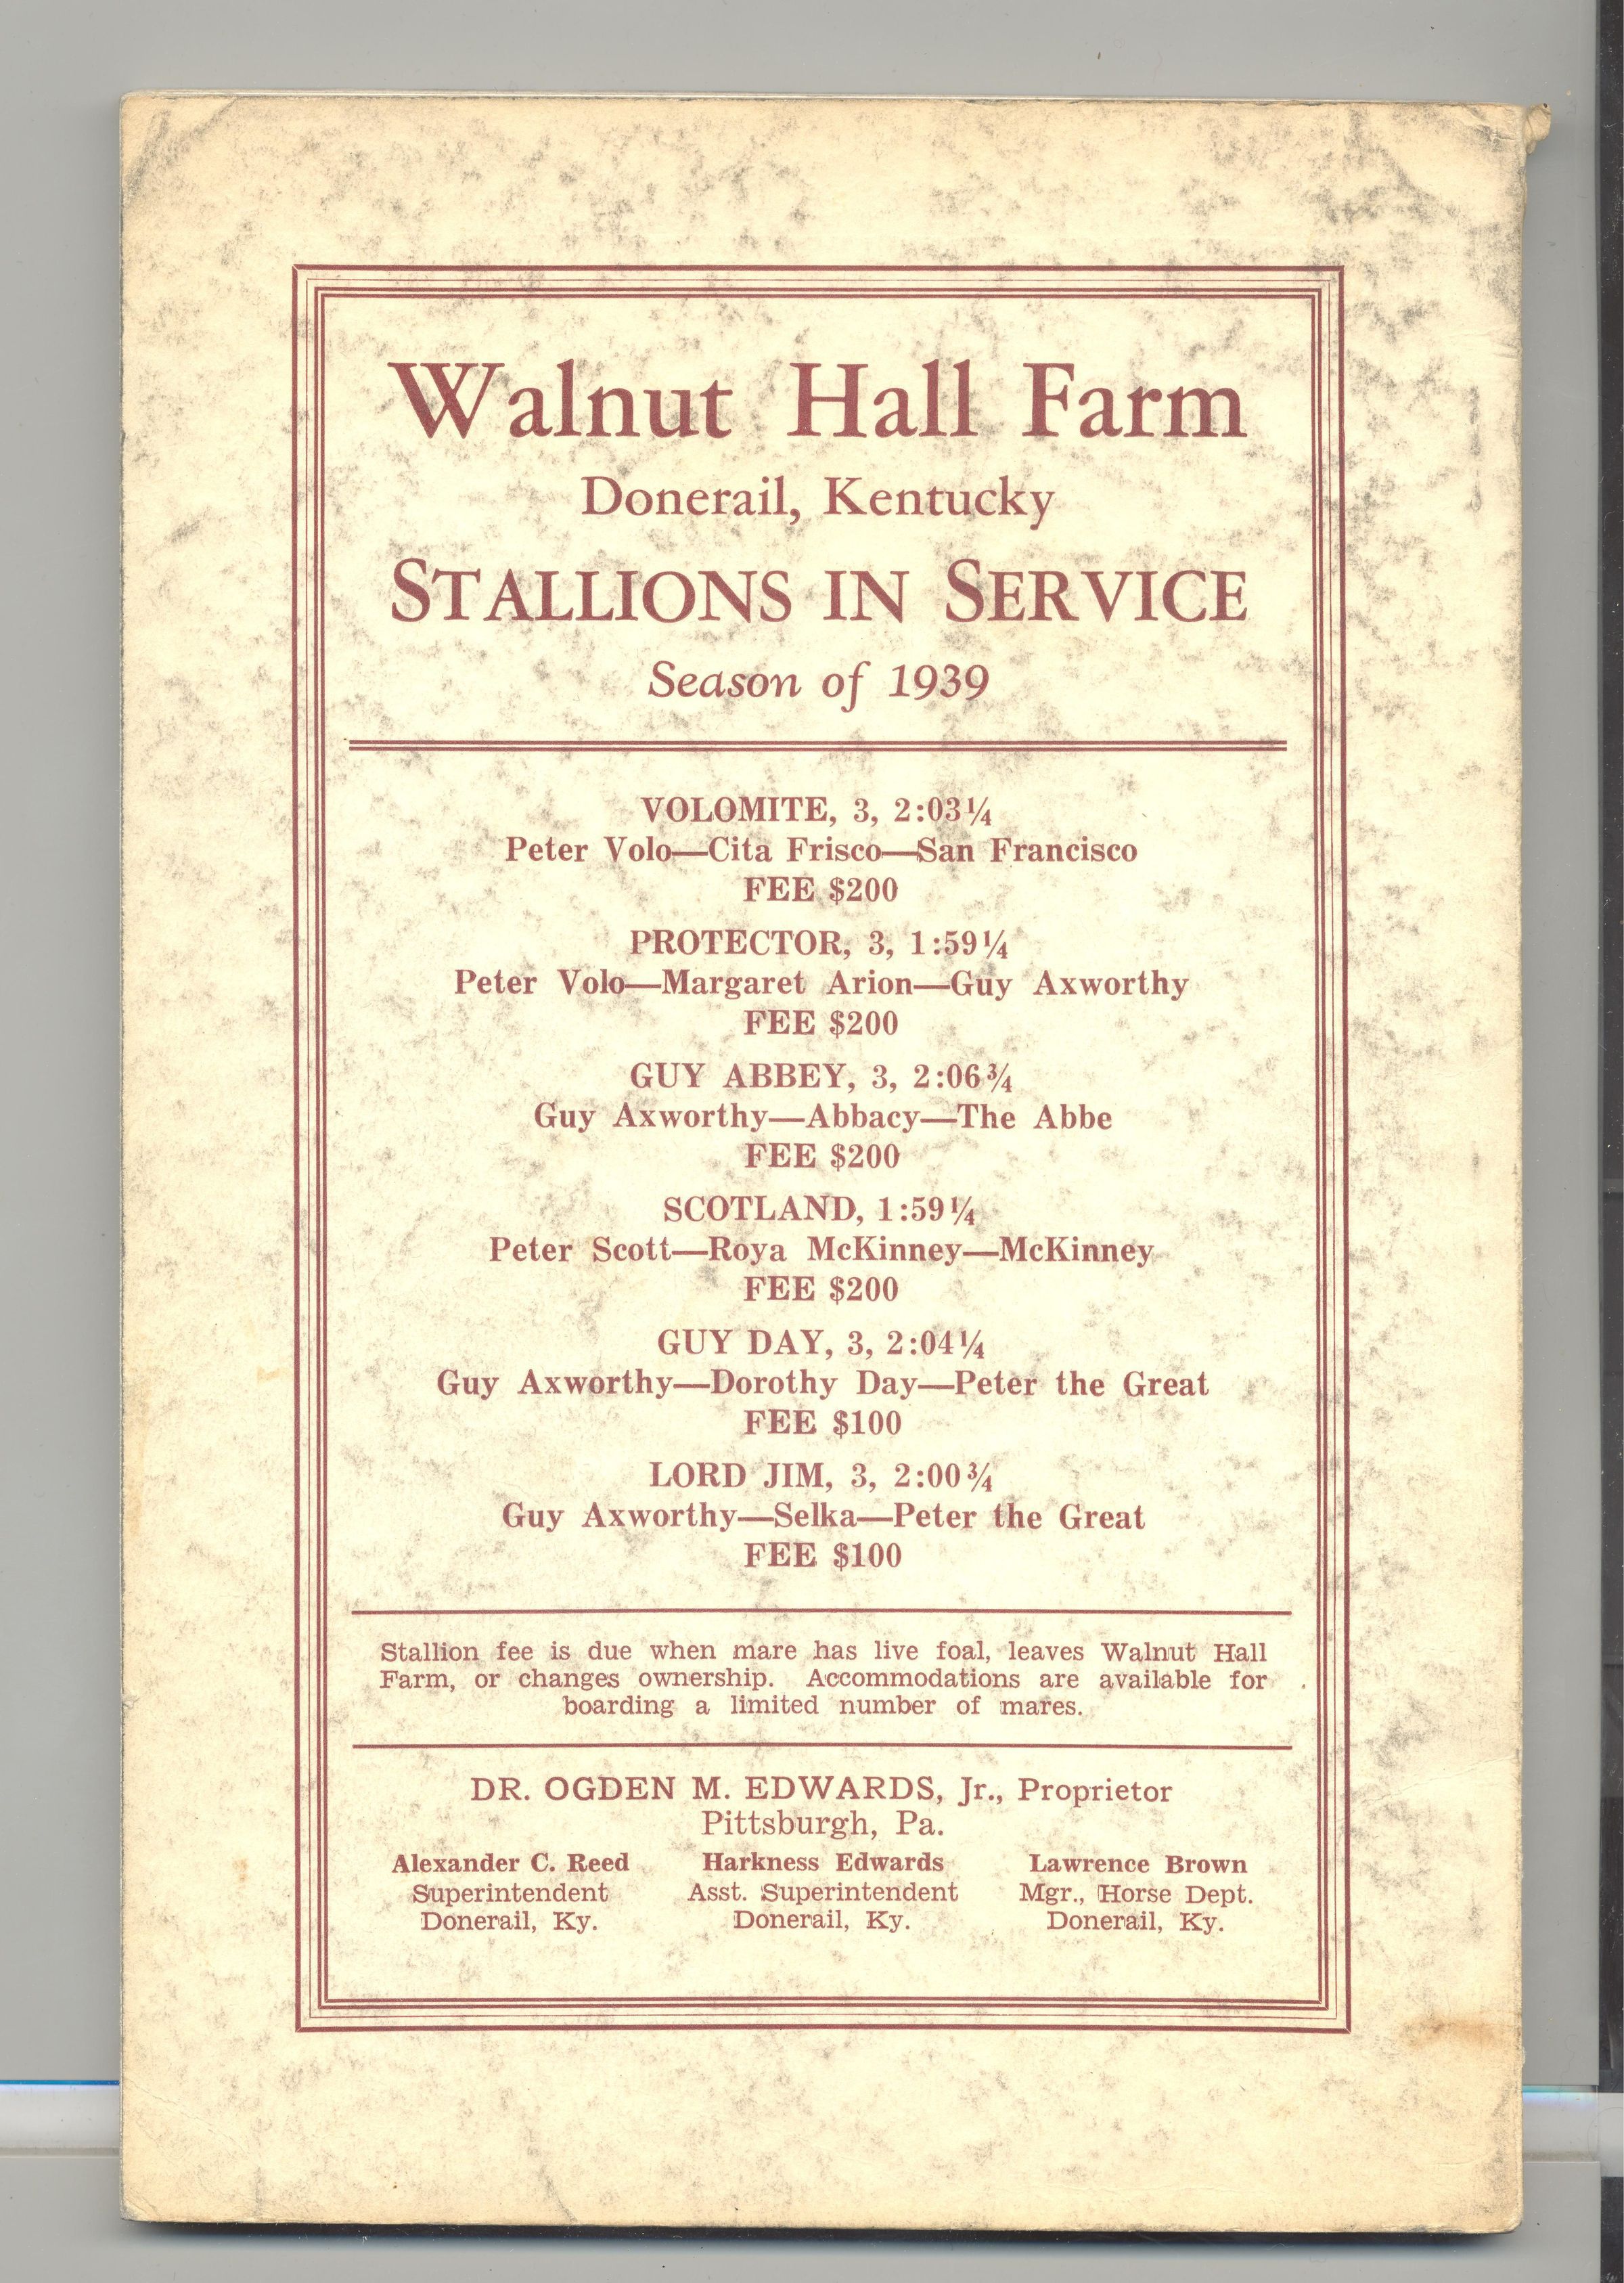 Walnut Hall Farm
Donerail, Kentucky
STALLIONS IN SERVICE
Season of 1939
VOLOMITE, 3, 2:03¼
Peter Volo—Cita Frisco—San Francisco
FEE $200
PROTECTOR, 3, 1:59¼
Peter Volo—Margaret Arion—Guy Axworthy
FEE $200
GUY ABBEY, 3, 2:06¾
Guy Axworthy—Abbacy—The Abbe
FEE $200
SCOTLAND, 1:59¼
Peter Scott—Roya McKinney—McKinney
FEE $200
GUY DAY, 3, 2:04¼
Guy Axworthy—Dorothy Day—Peter the Great
FEE $100
LORD JIM, 3, 2:00¾
Guy Axworthy—Selka—Peter the Great
FEE $100
Stallion fee is due when mare has live foal, leaves Walnut Hall
Farm, or changes ownership. Accommodations are available for
boarding a limited number of mares.
DR. OGDEN M. EDWARDS, Jr., Proprietor
Pittsburgh, Pa.
Alexander C. Reed Harkness Edwards Lawrence Brown
Superintendent Asst. Superintendent Mgr., Horse Dept.
Donerail, Ky. Donerail, Ky. Donerail, Ky.